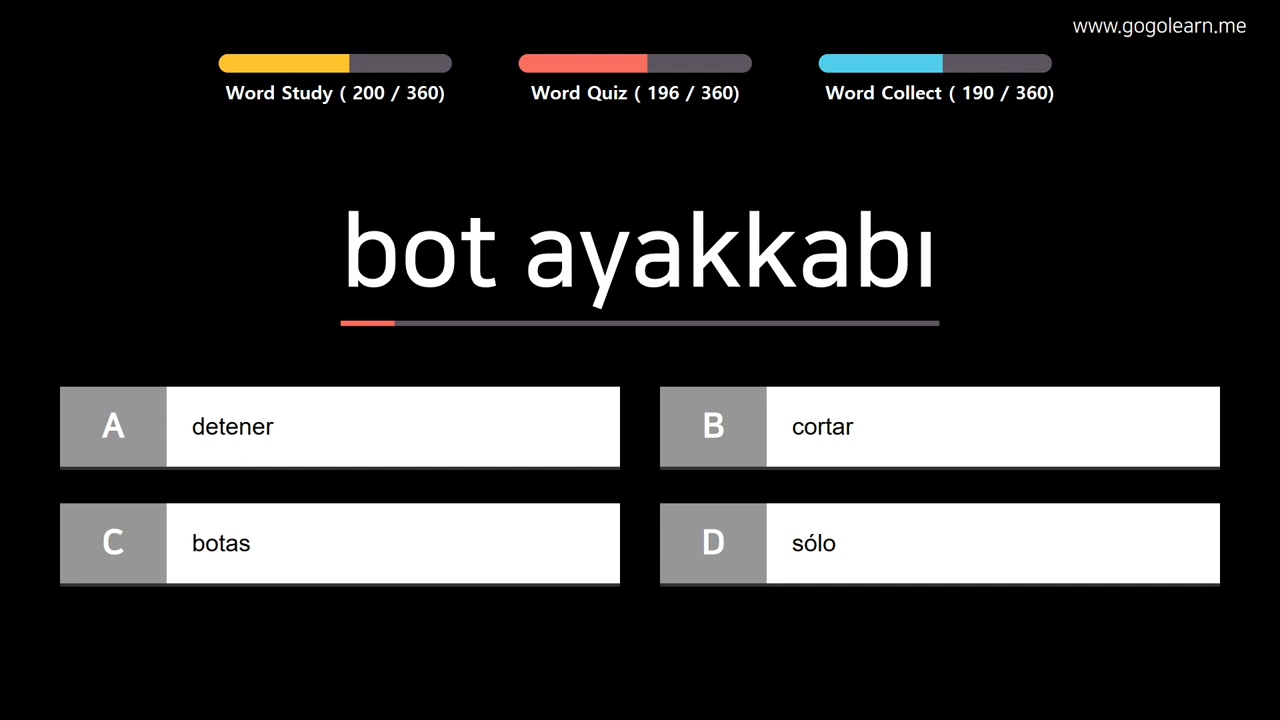 www.gogolearn.me
Word Study ( 200 / 360)
Word Quiz ( 196 / 360)
Word Collect ( 190 / 360)
bot ayakkabı
A detener
B cortar
C botas
D sólo